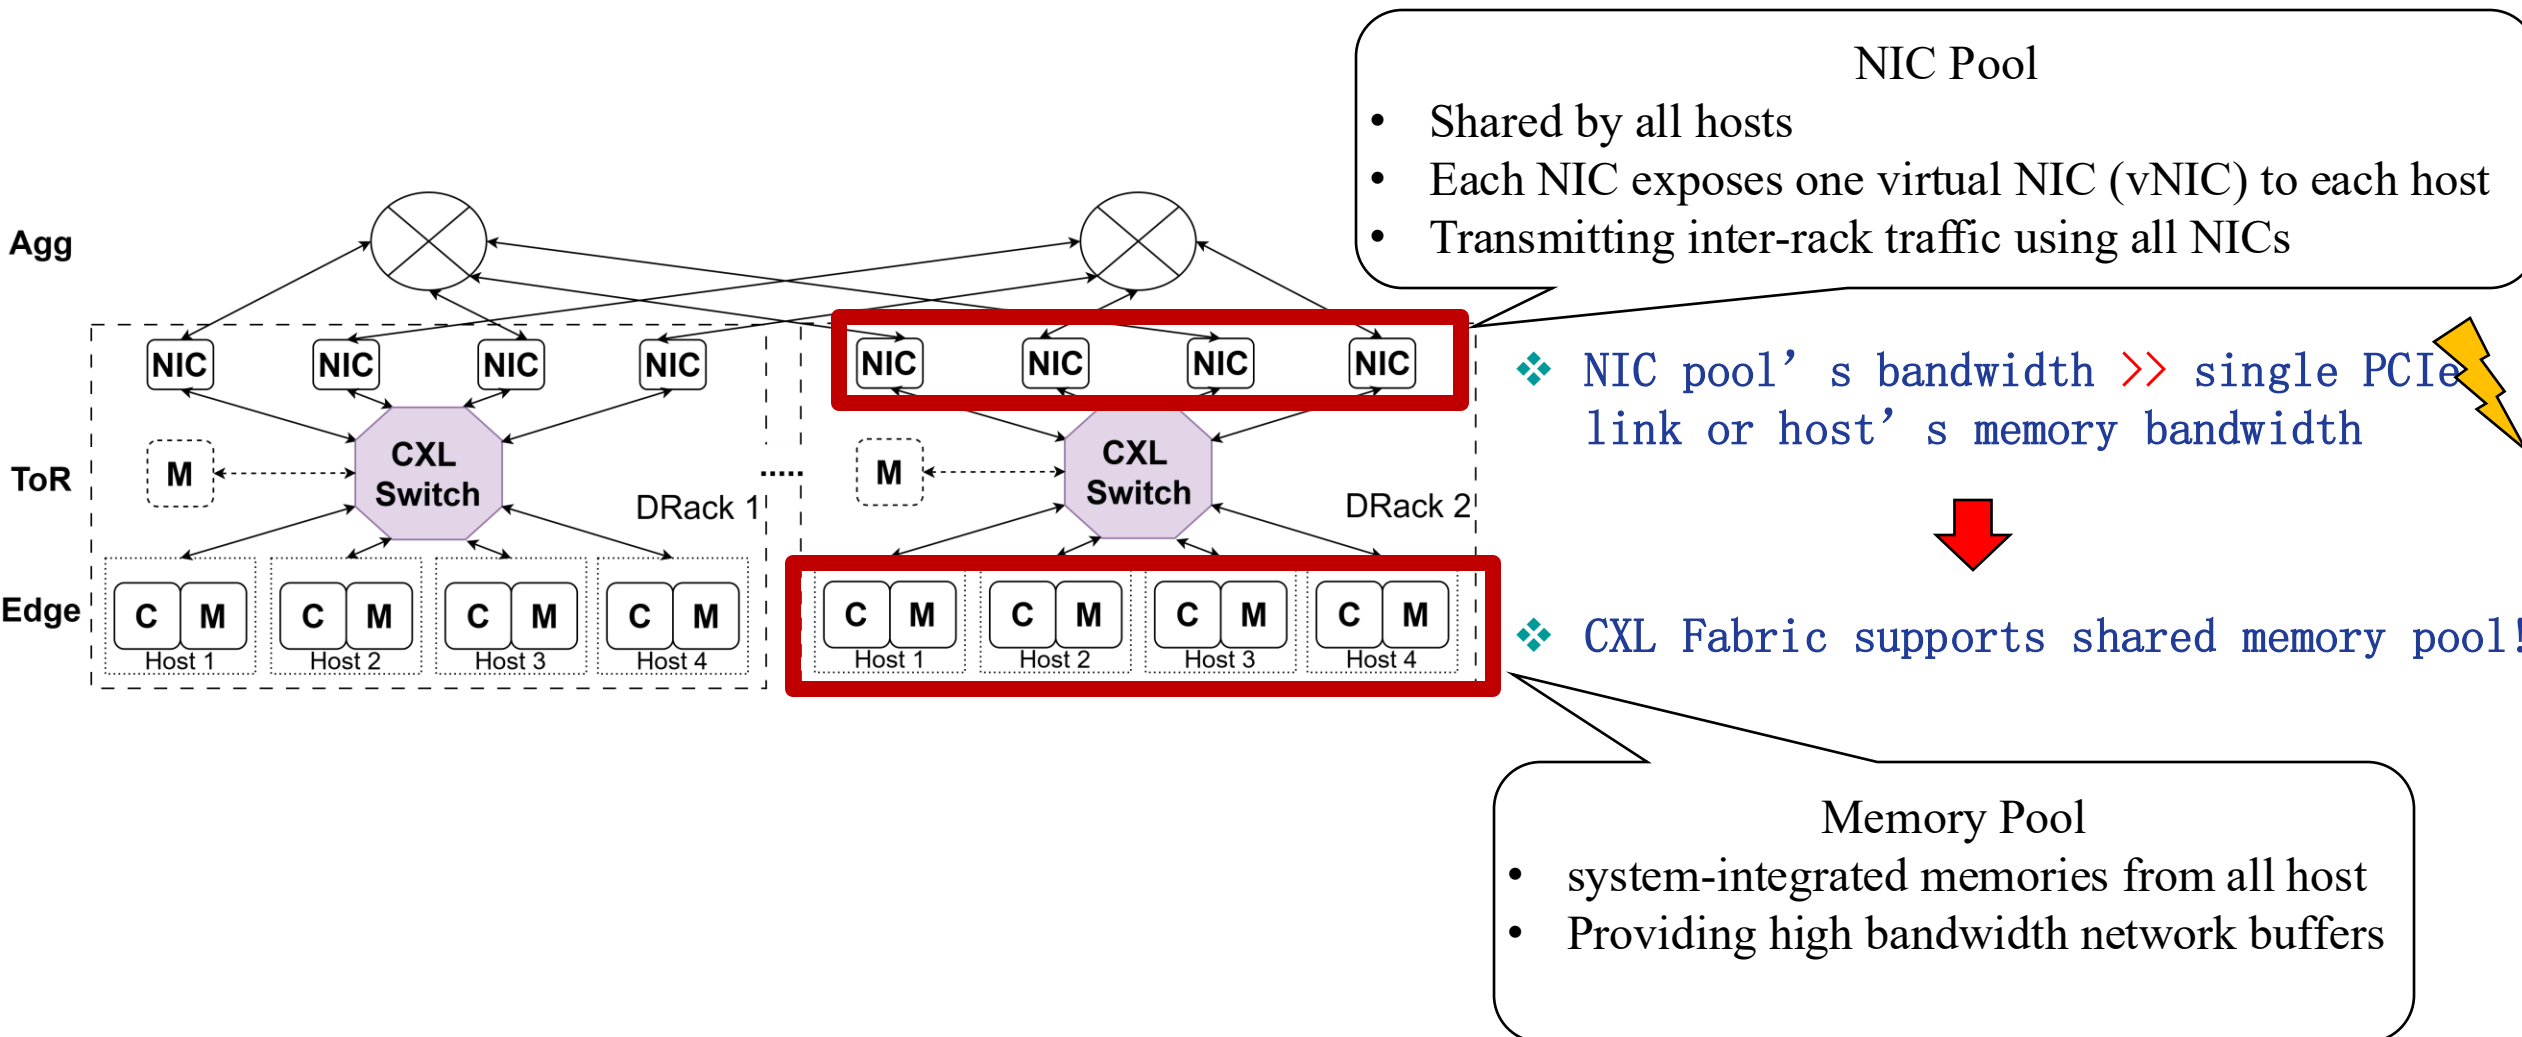 NIC Pool
• Shared by all hosts
• Each NIC exposes one virtual NIC (vNIC) to each host
• Transmitting inter-rack traffic using all NICs
Agg
NIC NIC NIC NIC
NIC NIC NIC NIC
❖ NIC pool’s bandwidth >> single PCIe
link or host’s memory bandwidth
ToR
M
CXL
Switch
DRack 1
.....
M
CXL
Switch
DRack 2
Edge
C M C M C M C M
Host 1 Host 2 Host 3 Host 4
C M C M C M C M
Host 1 Host 2 Host 3 Host 4
❖ CXL Fabric supports shared memory pool!
Memory Pool
• system-integrated memories from all host
• Providing high bandwidth network buffers